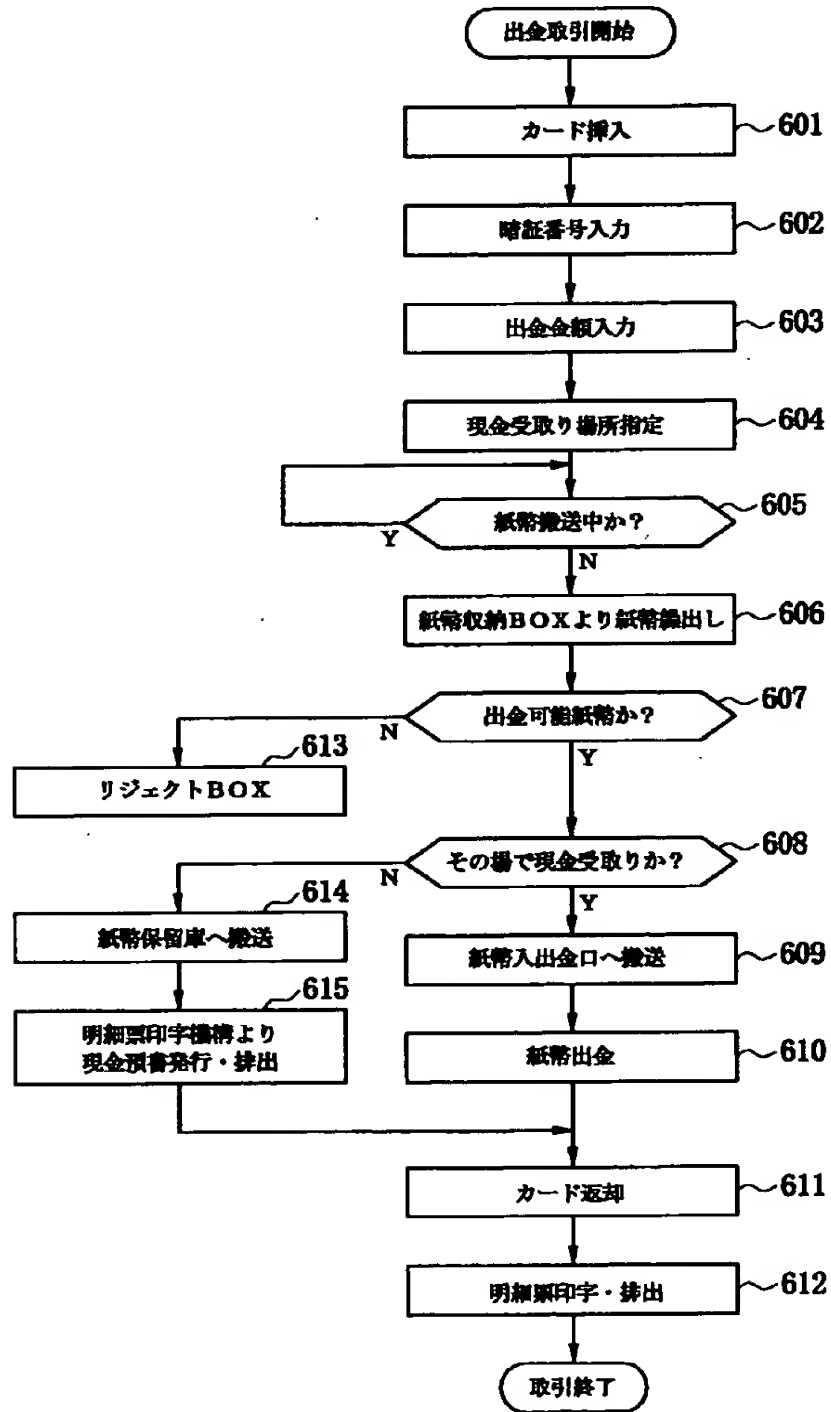 出金取引開始
カード挿入
601
暗証番号入力
602
出金金額入力
603
現金受取り場所指定
604
紙幣搬送中か？
605
Y
N
紙幣収納BOXより紙幣繰出し
606
出金可能紙幣か？
607
N
Y
613
リジェクトBOX
その場で現金受取りか？
608
N
Y
614
紙幣保留庫へ搬送
紙幣入出金口へ搬送
609
615
明細票印字機構より
現金預書発行・排出
紙幣出金
610
カード返却
611
明細票印字・排出
612
取引終了